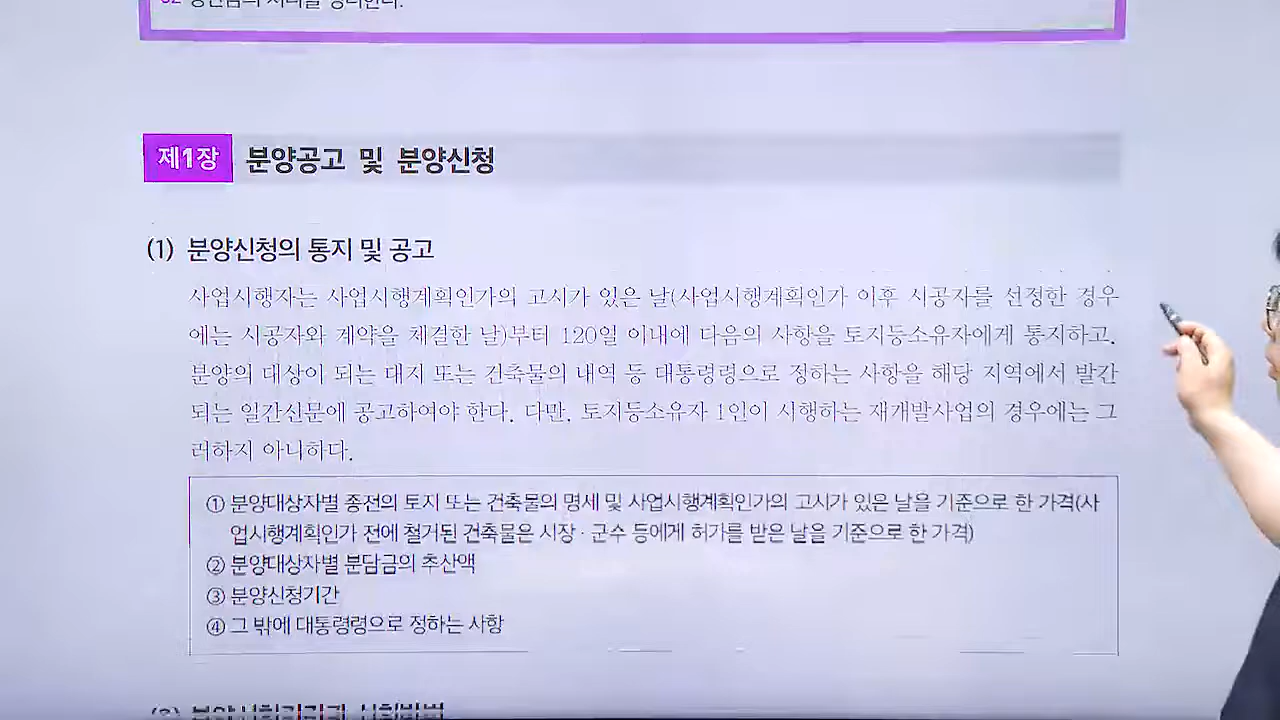 제1장 분양공고 및 분양신청
(1) 분양신청의 통지 및 공고
사업시행자는 사업시행계획인가의 고시가 있은 날(사업시행계획인가 이후 시공자를 선정한 경우
에는 시공자와 계약을 체결한 날)부터 120일 이내에 다음의 사항을 토지등소유자에게 통지하고,
분양의 대상이 되는 대지 또는 건축물의 내역 등 대통령령으로 정하는 사항을 해당 지역에서 발간
되는 일간신문에 공고하여야 한다. 다만, 토지등소유자 1인이 시행하는 재개발사업의 경우에는 그
러하지 아니하다.
① 분양대상자별 종전의 토지 또는 건축물의 명세 및 사업시행계획인가의 고시가 있은 날을 기준으로 한 가격(사
업시행계획인가 전에 철거된 건축물은 시장·군수 등에게 허가를 받은 날을 기준으로 한 가격)
② 분양대상자별 분담금의 추산액
③ 분양신청기간
④ 그 밖에 대통령령으로 정하는 사항